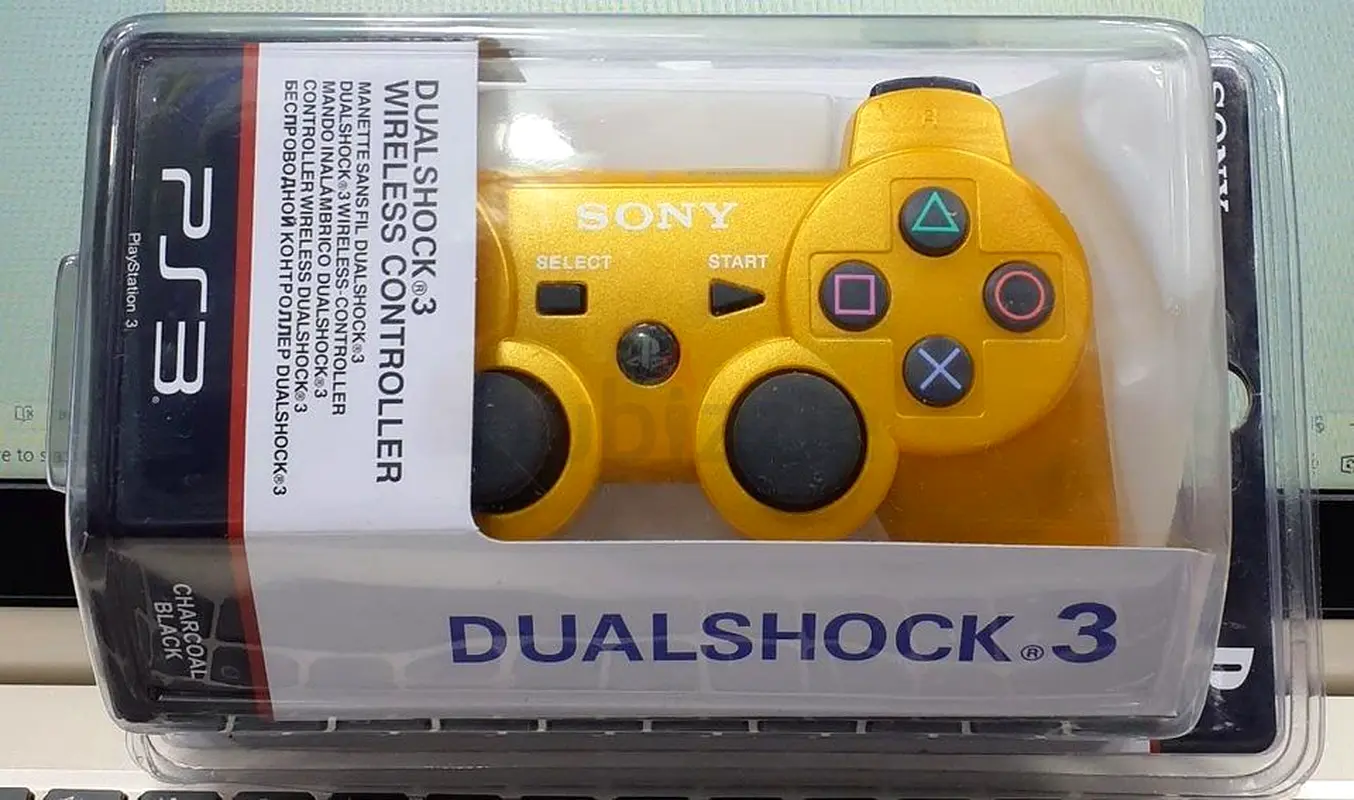 DUALSHOCK®3
WIRELESS CONTROLLER
MANETTE SANS FIL DUALSHOCK®3
DUALSHOCK®3 WIRELESS-CONTROLLER
MANDO INALÁMBRICO DUALSHOCK®3
CONTROLLER WIRELESS DUALSHOCK®3
БЕСПРОВОДНОЙ КОНТРОЛЛЕР DUALSHOCK®3
PS3®
PlayStation 3
CHARCOAL
BLACK
SONY
SELECT
START
DUALSHOCK®3
SONY